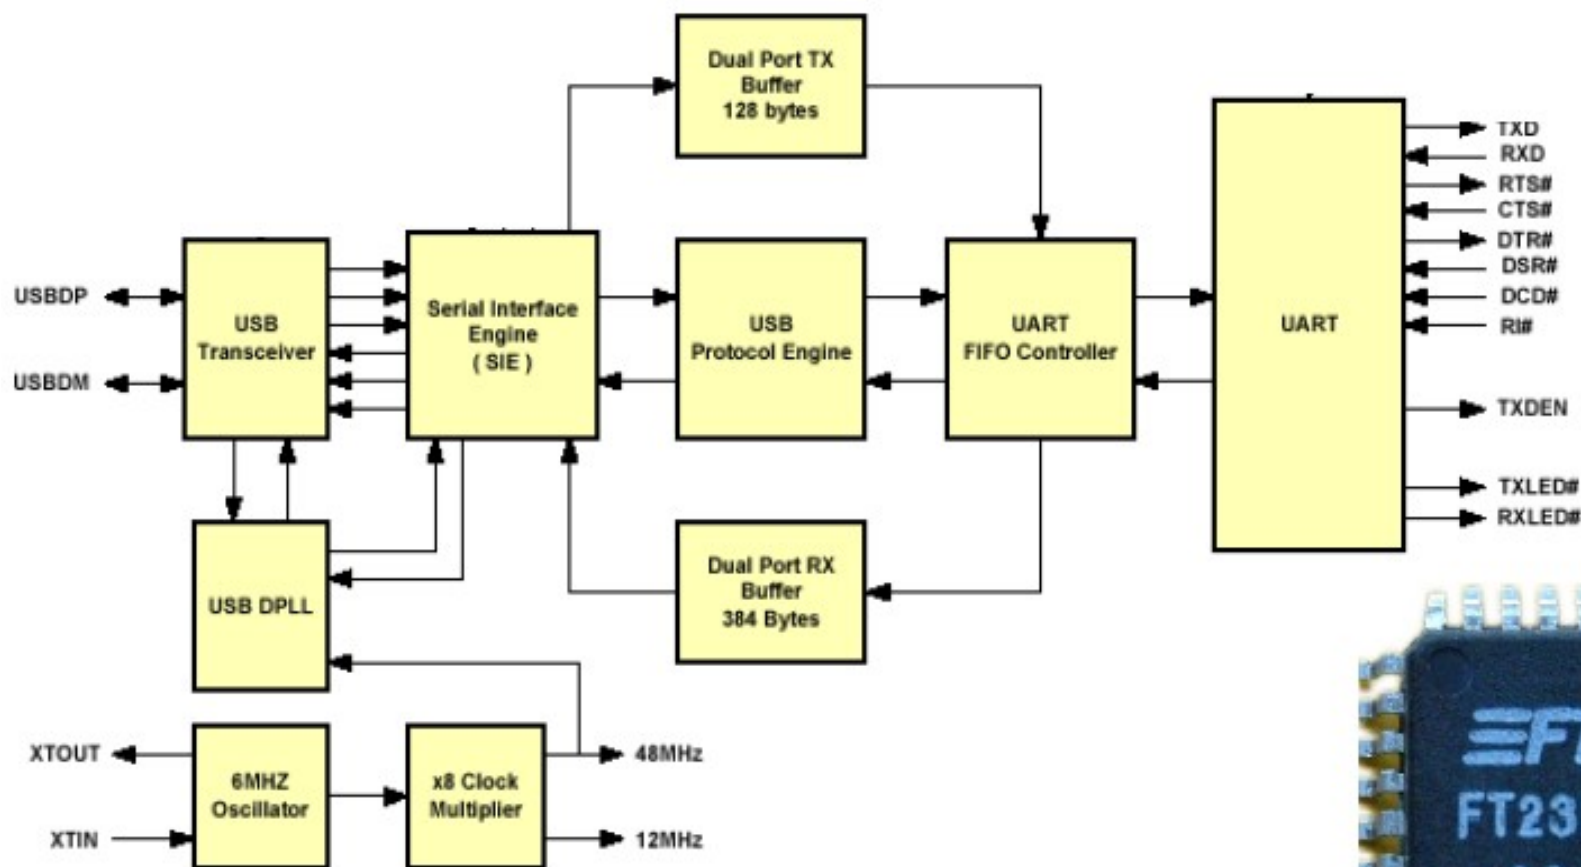 Dual Port TX
Buffer
128 bytes
TXD
RXD
RTS#
CTS#
DTR#
DSR#
DCD#
RI#
USBDP
USB
Transceiver
Serial Interface
Engine
( SIE )
USB
Protocol Engine
UART
FIFO Controller
UART
USBDM
TXDEN
TXLED#
RXLED#
USB DPLL
Dual Port RX
Buffer
384 Bytes
XTOUT
6MHZ
Oscillator
x8 Clock
Multiplier
48MHz
XTIN
12MHz
FT23